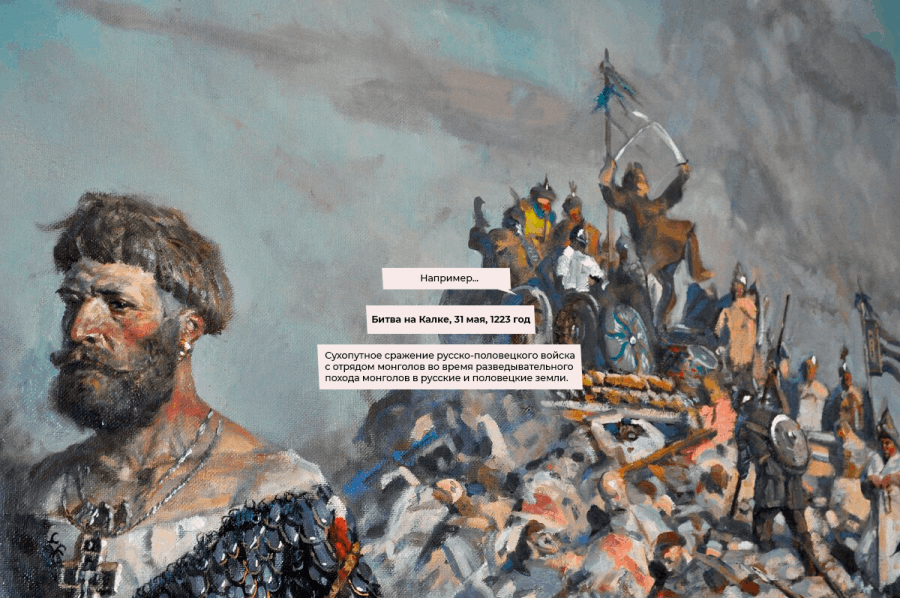 Например...
Битва на Калке, 31 мая, 1223 год
Сухопутное сражение русско-половецкого войска
с отрядом монголов во время разведывательного
похода монголов в русские и половецкие земли.